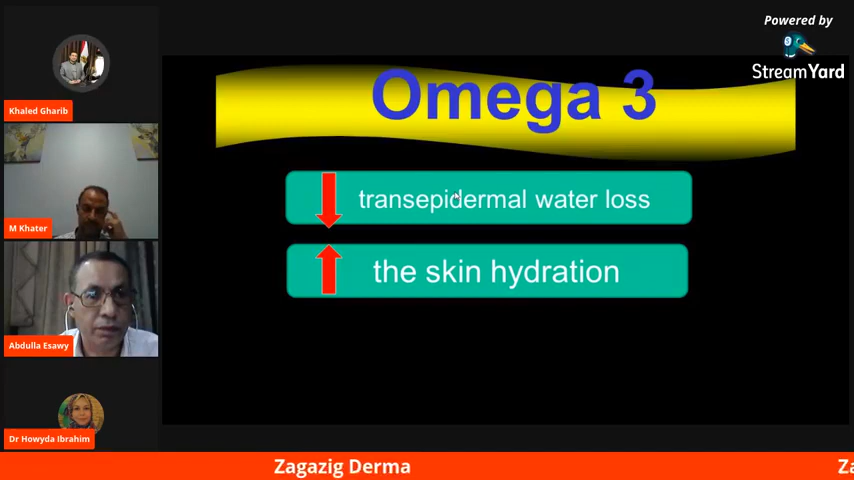 Powered by
StreamYard
Khaled Gharib
M Khater
Abdulla Esawy
Dr Howyda Ibrahim
Omega 3
transepidermal water loss
the skin hydration
Zagazig Derma
Za